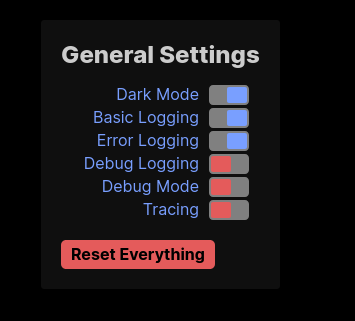 General Settings
Dark Mode
Basic Logging
Error Logging
Debug Logging
Debug Mode
Tracing
Reset Everything